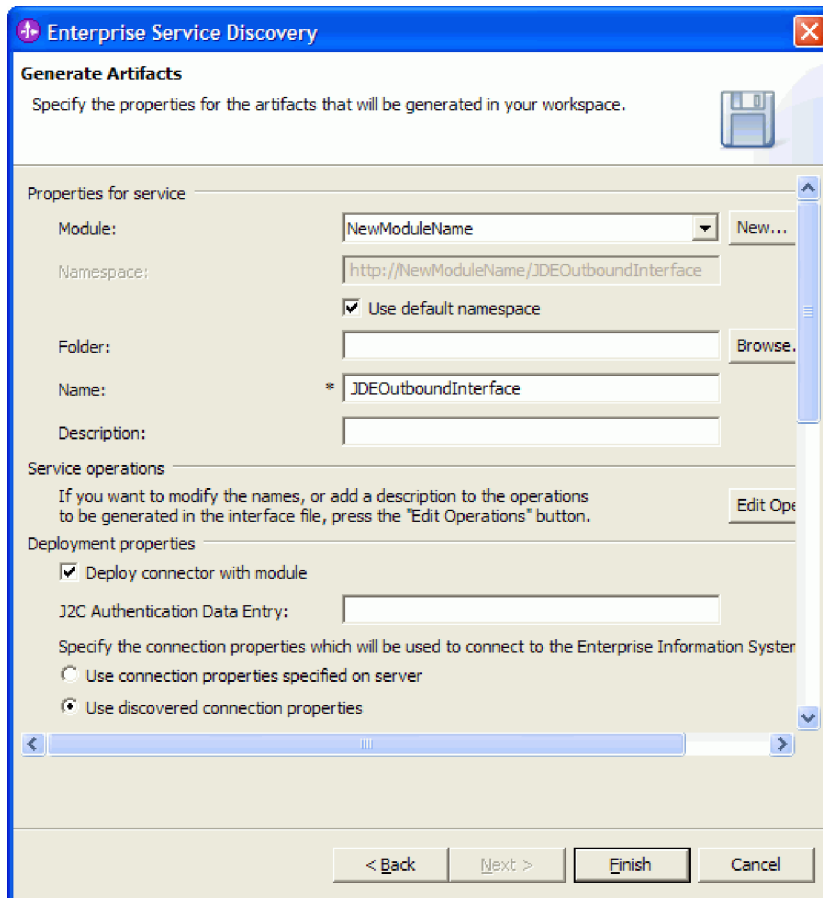 Enterprise Service Discovery
Generate Artifacts
Specify the properties for the artifacts that will be generated in your workspace.
Properties for service
Module: NewModuleName New...
Namespace: http://NewModuleName/JDEOutboundInterface
Use default namespace
Folder: Browse.
Name: * JDEOutboundInterface
Description:
Service operations
If you want to modify the names, or add a description to the operations
to be generated in the interface file, press the "Edit Operations" button. Edit Ope
Deployment properties
Deploy connector with module
J2C Authentication Data Entry:
Specify the connection properties which will be used to connect to the Enterprise Information System
Use connection properties specified on server
Use discovered connection properties
< Back Next > Finish Cancel